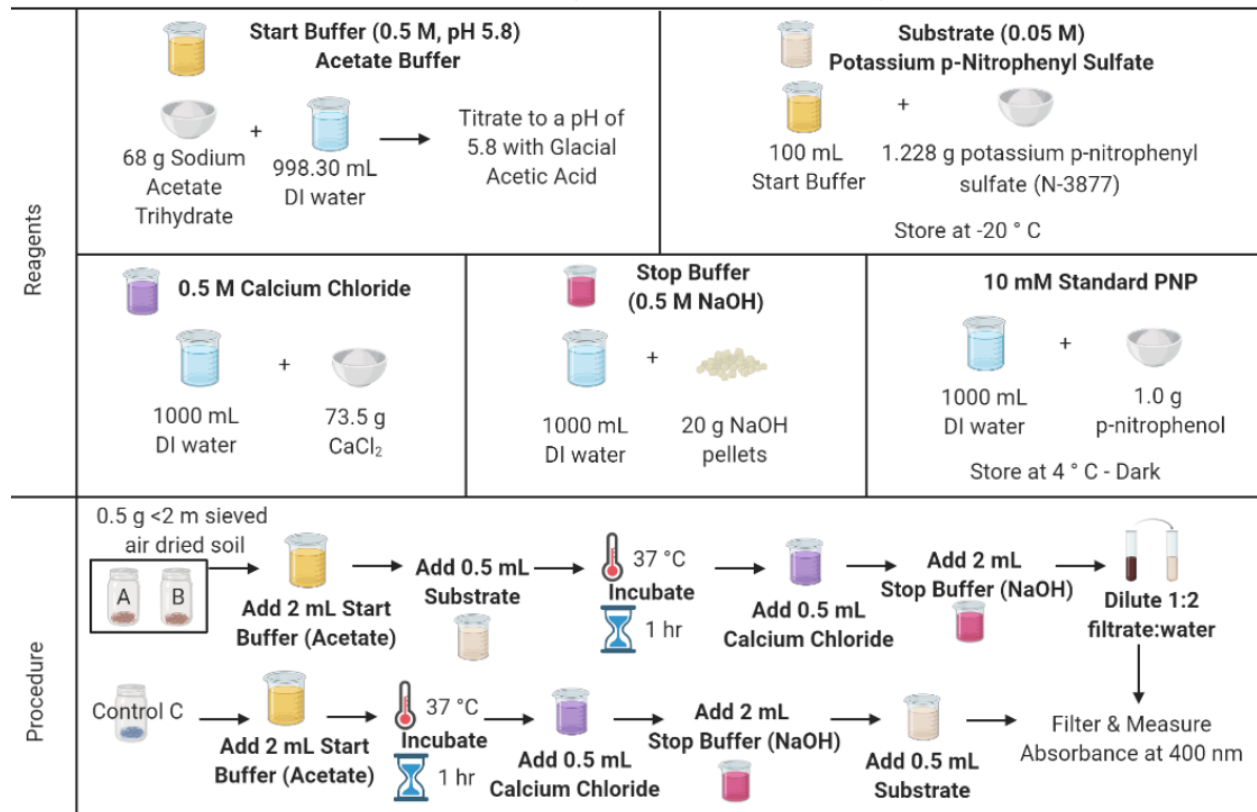 Reagents
Start Buffer (0.5 M, pH 5.8)
Acetate Buffer
68 g Sodium
Acetate
Trihydrate
+
998.30 mL
DI water
Titrate to a pH of
5.8 with Glacial
Acetic Acid
Substrate (0.05 M)
Potassium p-Nitrophenyl Sulfate
+
100 mL
Start Buffer
1.228 g potassium p-nitrophenyl
sulfate (N-3877)
Store at -20 ° C
0.5 M Calcium Chloride
+
1000 mL
DI water
73.5 g
CaCl₂
Stop Buffer
(0.5 M NaOH)
+
1000 mL
DI water
20 g NaOH
pellets
10 mM Standard PNP
+
1000 mL
DI water
1.0 g
p-nitrophenol
Store at 4 ° C - Dark
Procedure
0.5 g <2 m sieved
air dried soil
A
B
Add 2 mL Start
Buffer (Acetate)
Add 0.5 mL
Substrate
37 °C
Incubate
1 hr
Add 0.5 mL
Calcium Chloride
Add 2 mL
Stop Buffer (NaOH)
Dilute 1:2
filtrate:water
Control C
Add 2 mL Start
Buffer (Acetate)
37 °C
Incubate
1 hr
Add 0.5 mL
Calcium Chloride
Add 2 mL
Stop Buffer (NaOH)
Add 0.5 mL
Substrate
Filter & Measure
Absorbance at 400 nm